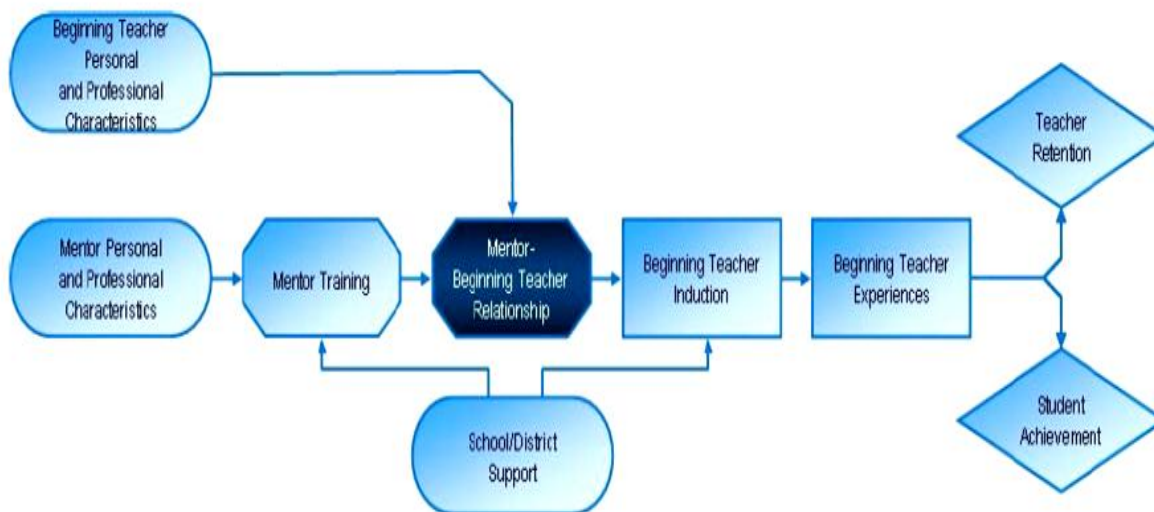 Beginning Teacher
Personal
and Professional
Characteristics
Teacher
Retention
Mentor Personal
and Professional
Characteristics
Mentor Training
Mentor-
Beginning Teacher
Relationship
Beginning Teacher
Induction
Beginning Teacher
Experiences
School/District
Support
Student
Achievement